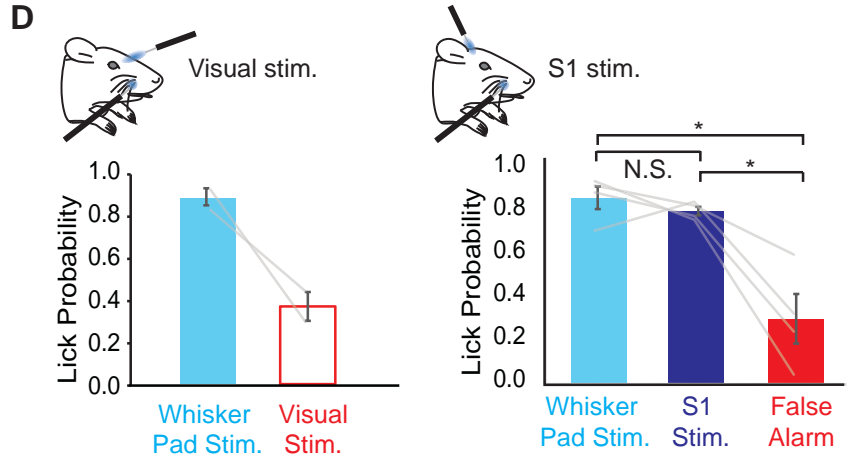 D
Visual stim.
S1 stim.
Lick Probability
1.0
0.8
0.6
0.4
0.2
0.0
Whisker
Pad Stim.
Visual
Stim.
Lick Probability
1.0
0.8
0.6
0.4
0.2
0.0
*
N.S.
*
Whisker
Pad Stim.
S1
Stim.
False
Alarm